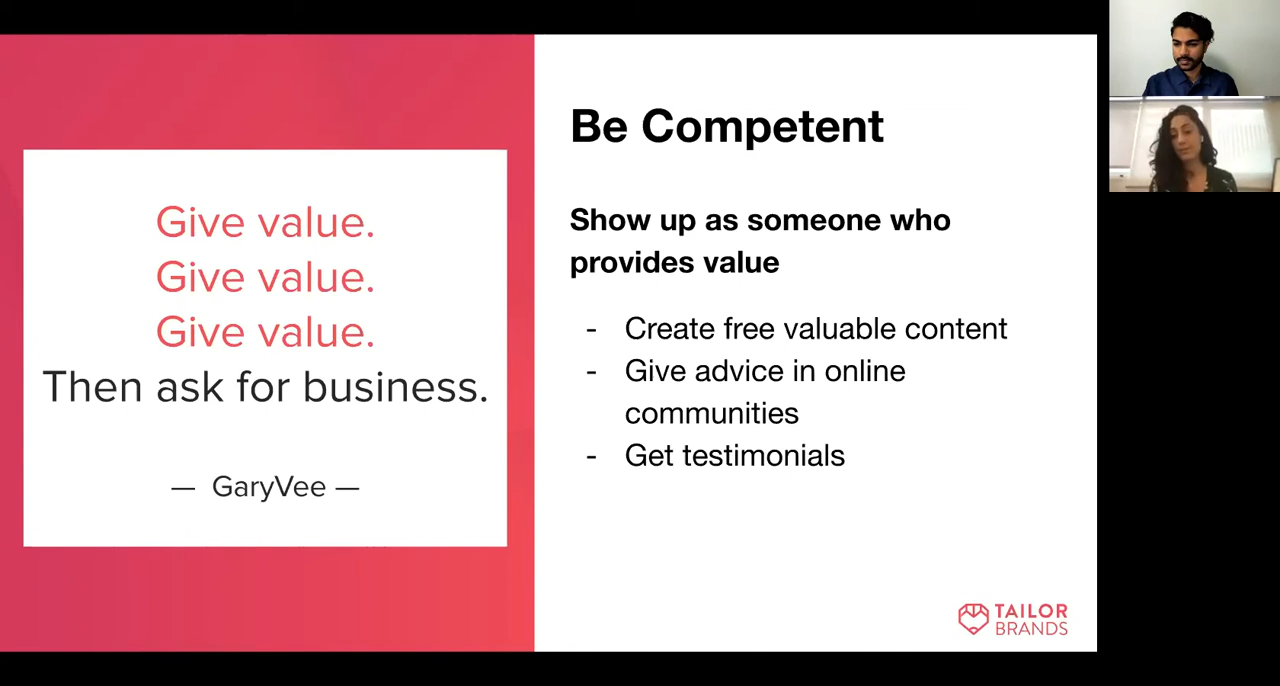 Give value.
Give value.
Give value.
Then ask for business.
— GaryVee —
Be Competent
Show up as someone who
provides value
- Create free valuable content
- Give advice in online
communities
- Get testimonials
TAILOR
BRANDS